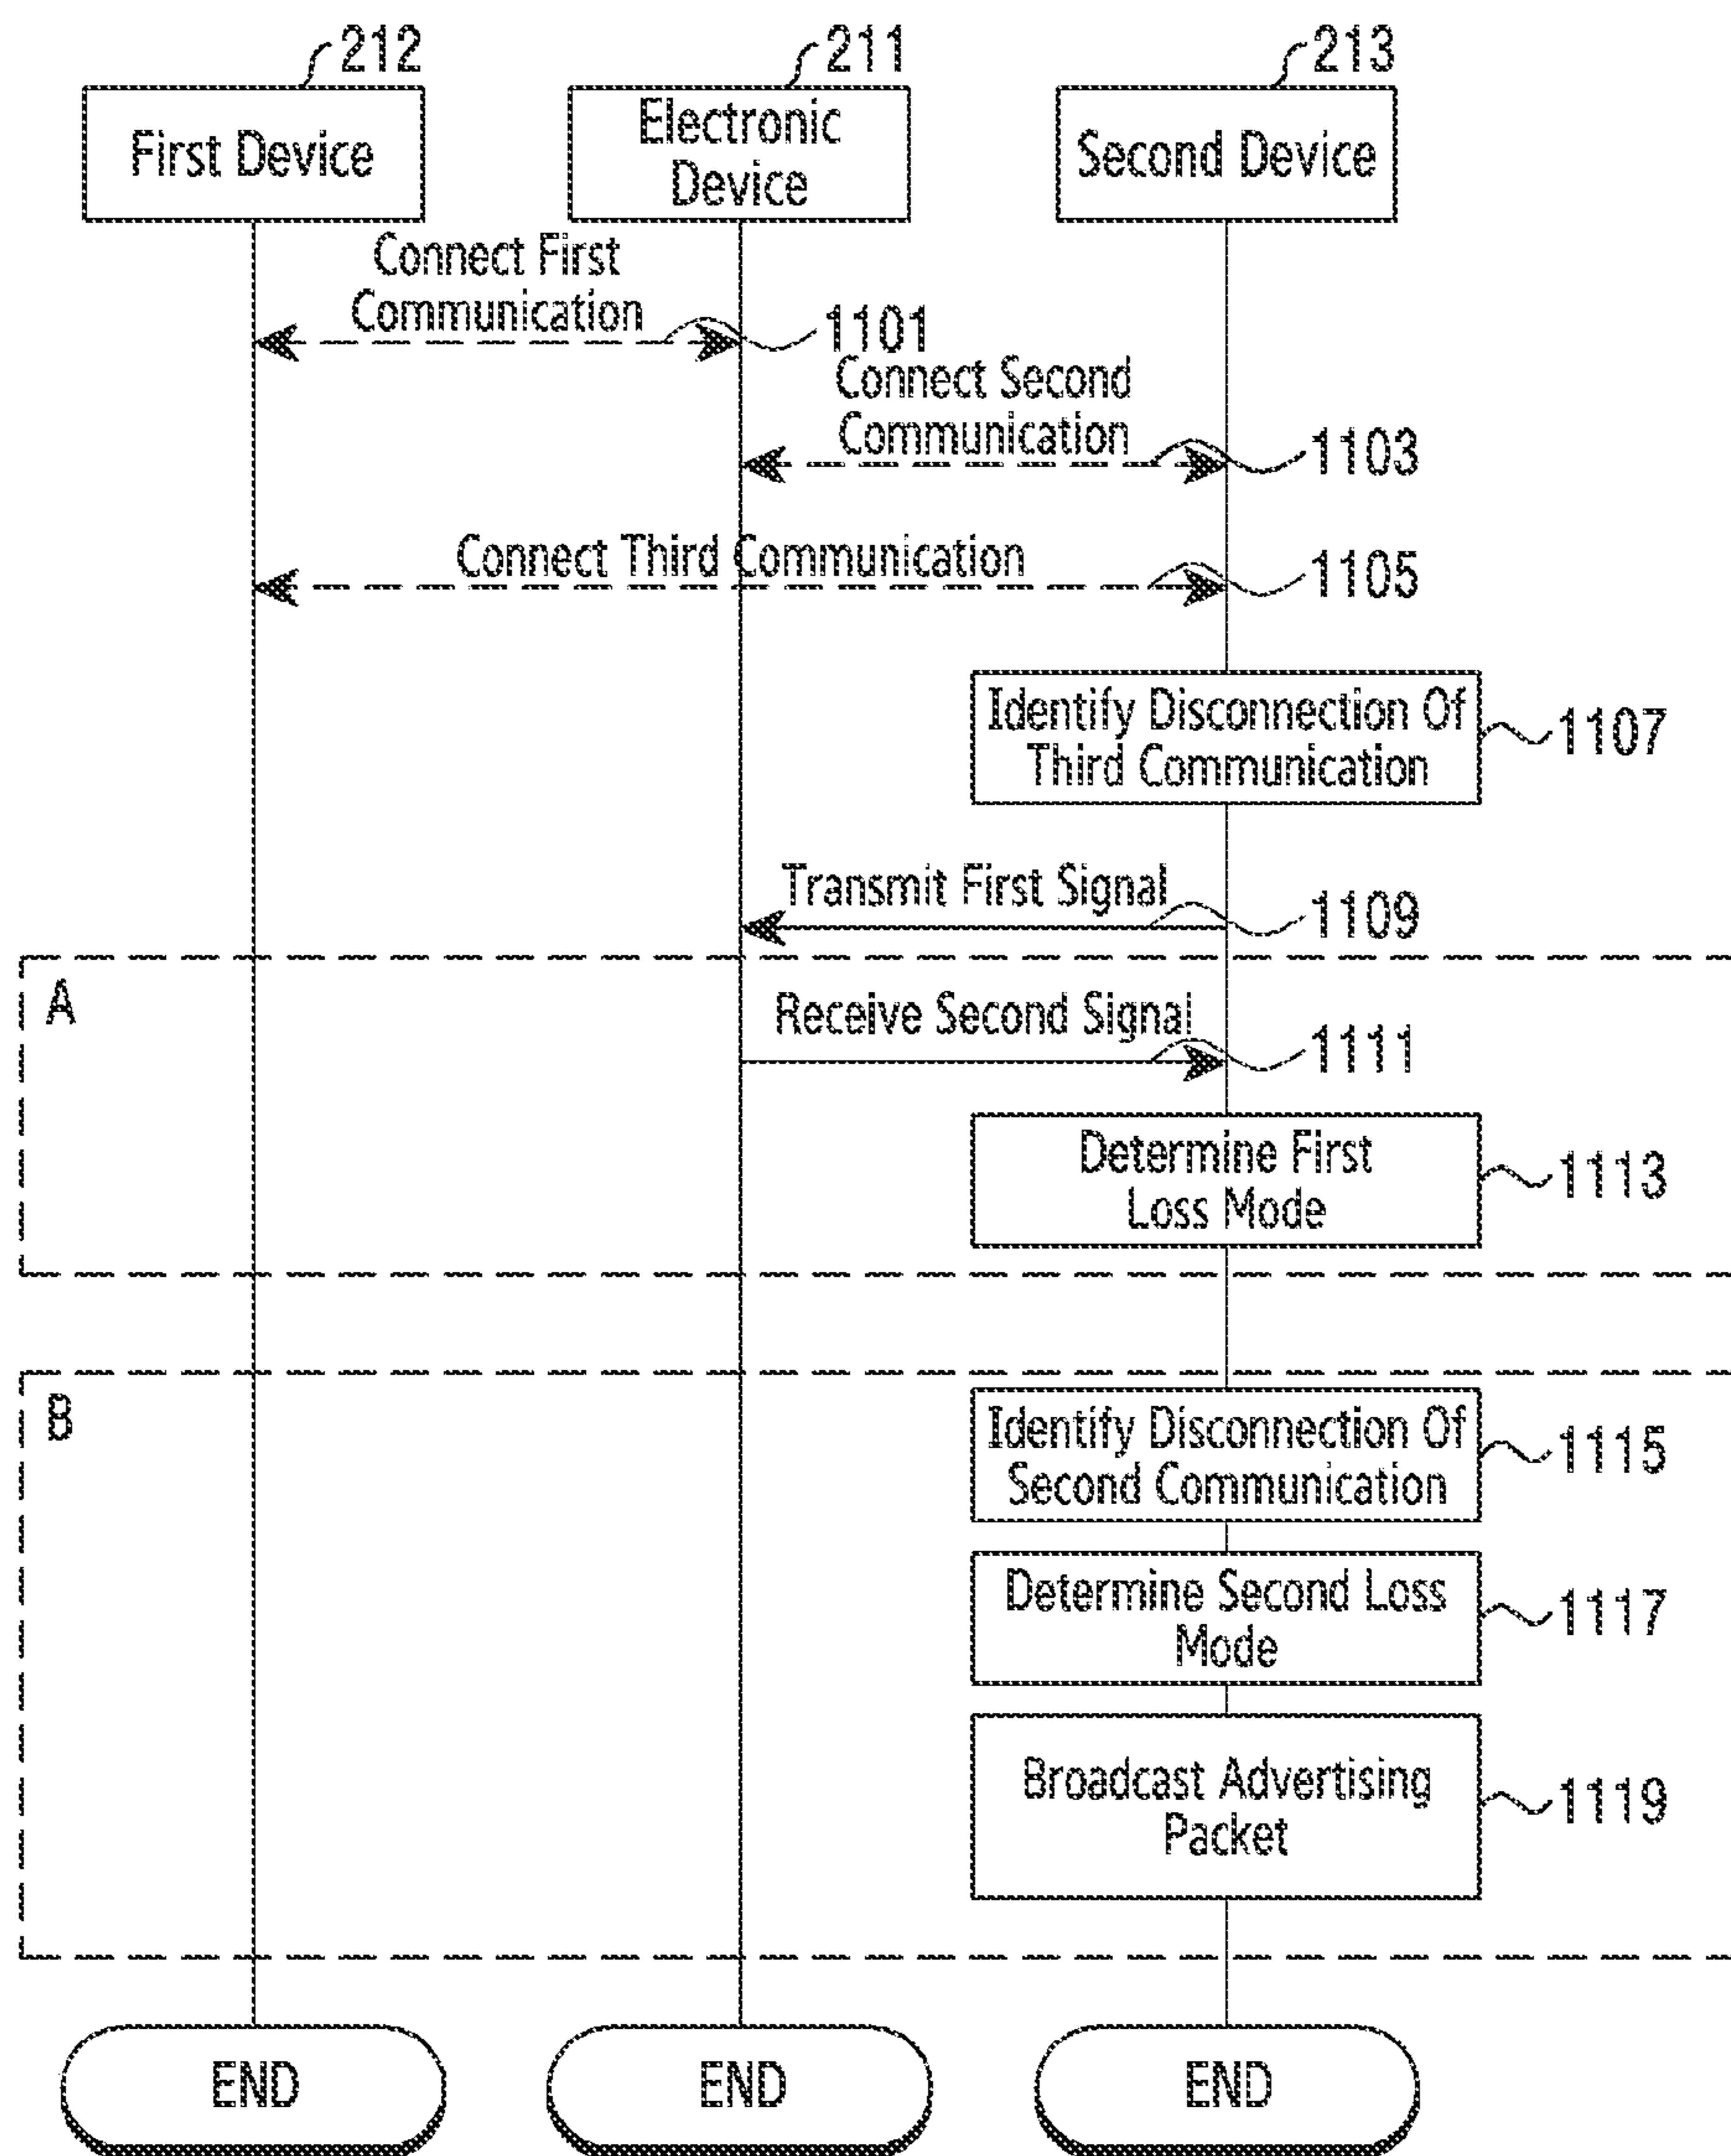 212
211
213
First Device
Electronic
Device
Second Device
Connect First
Communication
1101
Connect Second
Communication
1103
Connect Third Communication
1105
Identify Disconnection Of
Third Communication
1107
Transmit First Signal
1109
A
Receive Second Signal
1111
Determine First
Loss Mode
1113
B
Identify Disconnection Of
Second Communication
1115
Determine Second Loss
Mode
1117
Broadcast Advertising
Packet
1119
END
END
END